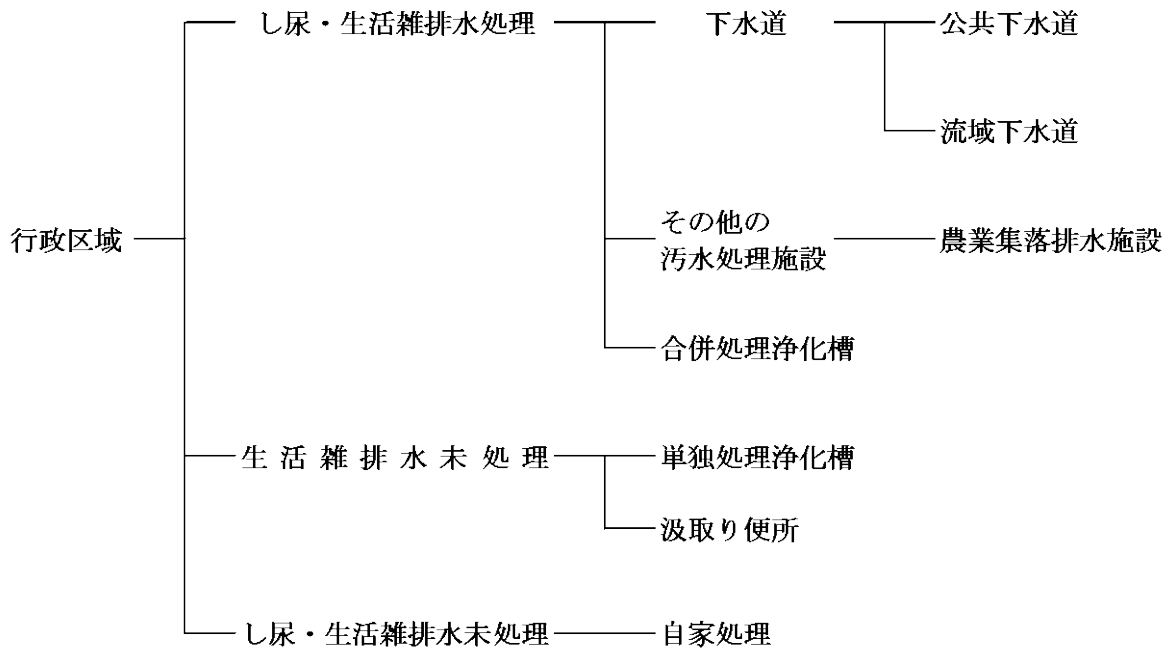 し尿・生活雑排水処理
下水道
公共下水道
流域下水道
行政区域
その他の
汚水処理施設
農業集落排水施設
合併処理浄化槽
生活雑排水未処理
単独処理浄化槽
汲取り便所
し尿・生活雑排水未処理
自家処理